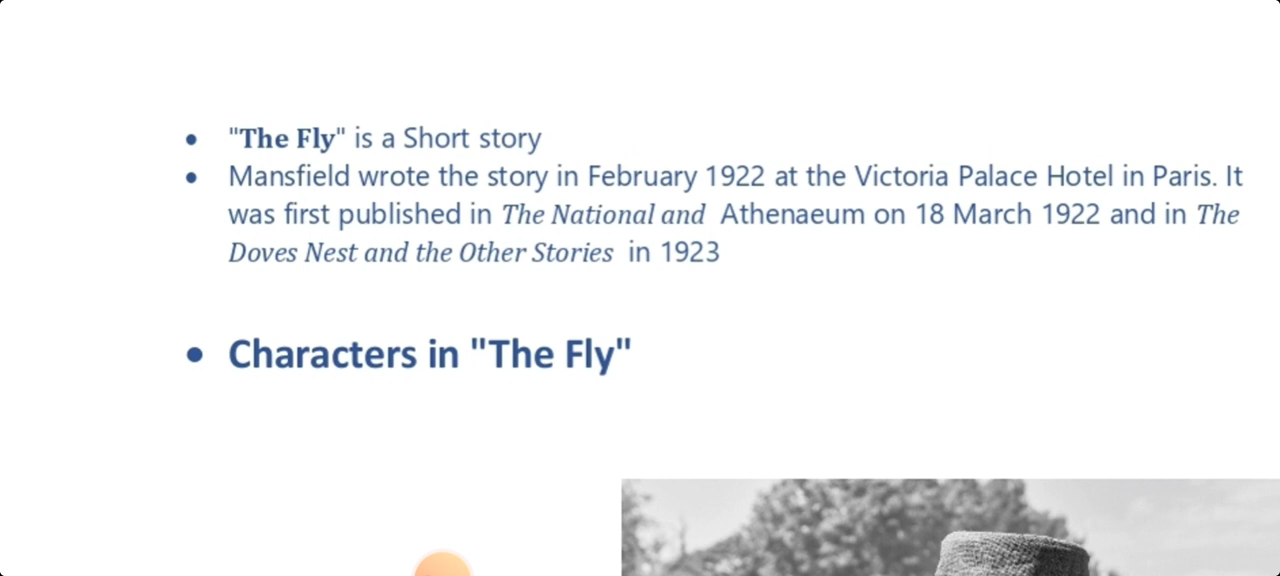 • "The Fly" is a Short story
• Mansfield wrote the story in February 1922 at the Victoria Palace Hotel in Paris. It
was first published in The National and Athenaeum on 18 March 1922 and in The
Doves Nest and the Other Stories in 1923
• Characters in "The Fly"